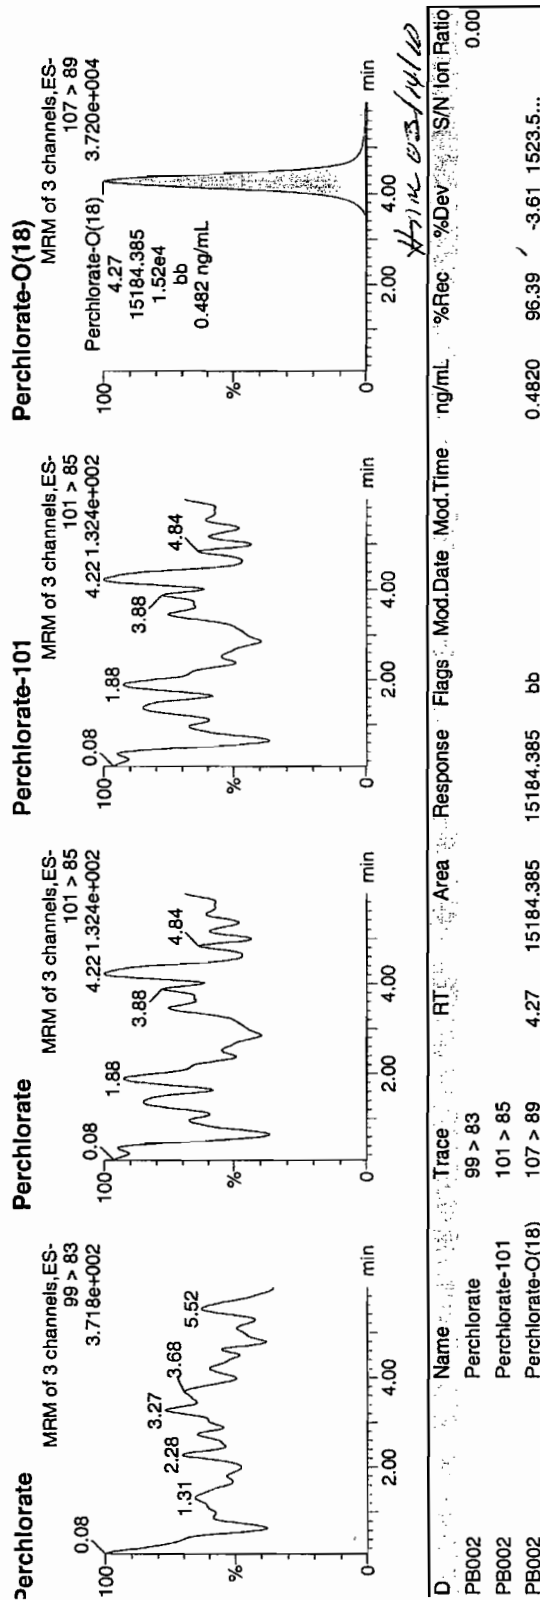 Perchlorate
MRM of 3 channels,ES-
99 > 83
3.718e+002
100
%
0
0.08
1.31
2.28
3.27
3.68
5.52
2.00
4.00
min
Perchlorate
MRM of 3 channels,ES-
101 > 85
4.22 1.324e+002
100
%
0
0.08
1.88
3.88
4.84
2.00
4.00
min
Perchlorate-101
MRM of 3 channels,ES-
101 > 85
4.22 1.324e+002
100
%
0
0.08
1.88
3.88
4.84
2.00
4.00
min
Perchlorate-O(18)
MRM of 3 channels,ES-
107 > 89
3.720e+004
100
%
0
Perchlorate-O(18)
4.27
15184.385
1.52e4
bb
0.482 ng/mL
2.00
4.00
min
03/14/10
D Name Trace RT Area Response Flags Mod.Date Mod.Time ng/mL %Rec %Dev S/N Ion Ratio
PB002 Perchlorate 99 > 83 0.00
PB002 Perchlorate-101 101 > 85
PB002 Perchlorate-O(18) 107 > 89 4.27 15184.385 15184.385 bb 0.4820 96.39 -3.61 1523.5...